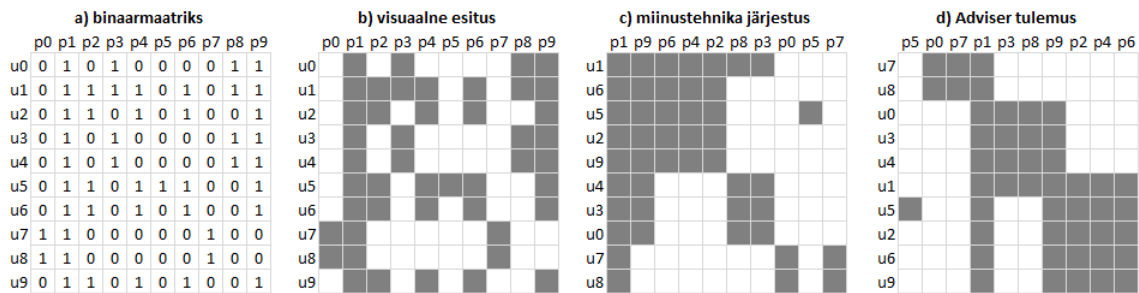 a) binaarmaatriks
p0 p1 p2 p3 p4 p5 p6 p7 p8 p9
u0 0 1 0 1 0 0 0 0 1 1
u1 0 1 1 1 1 0 1 0 1 1
u2 0 1 1 0 1 0 1 0 0 1
u3 0 1 0 1 0 0 0 0 1 1
u4 0 1 0 1 0 0 0 0 1 1
u5 0 1 1 0 1 1 1 0 0 1
u6 0 1 1 0 1 0 1 0 0 1
u7 1 1 0 0 0 0 0 1 0 0
u8 1 1 0 0 0 0 0 1 0 0
u9 0 1 1 0 1 0 1 0 0 1
b) visuaalne esitus
p0 p1 p2 p3 p4 p5 p6 p7 p8 p9
u0
u1
u2
u3
u4
u5
u6
u7
u8
u9
c) miinustehnika järjestus
p1 p9 p6 p4 p2 p8 p3 p0 p5 p7
u1
u6
u5
u2
u9
u4
u3
u0
u7
u8
d) Adviser tulemus
p5 p0 p7 p1 p3 p8 p9 p2 p4 p6
u7
u8
u0
u3
u4
u1
u5
u2
u6
u9